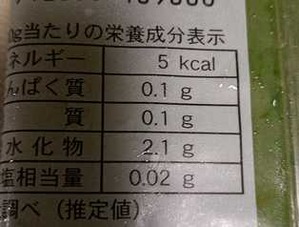 g当たりの栄養成分表示
ネルギー 5 kcal
んぱく質 0.1 g
質 0.1 g
水化物 2.1 g
塩相当量 0.02 g
調べ (推定値)